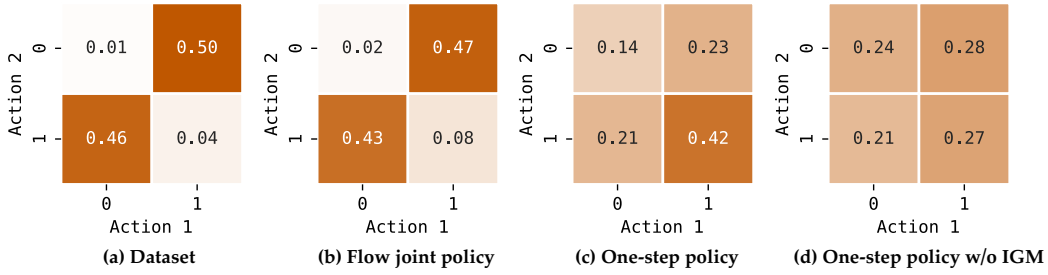 Action 2
0
0.01
0.50
1
0.46
0.04
0
1
Action 1
(a) Dataset
Action 2
0
0.02
0.47
1
0.43
0.08
0
1
Action 1
(b) Flow joint policy
Action 2
0
0.14
0.23
1
0.21
0.42
0
1
Action 1
(c) One-step policy
Action 2
0
0.24
0.28
1
0.21
0.27
0
1
Action 1
(d) One-step policy w/o IGM